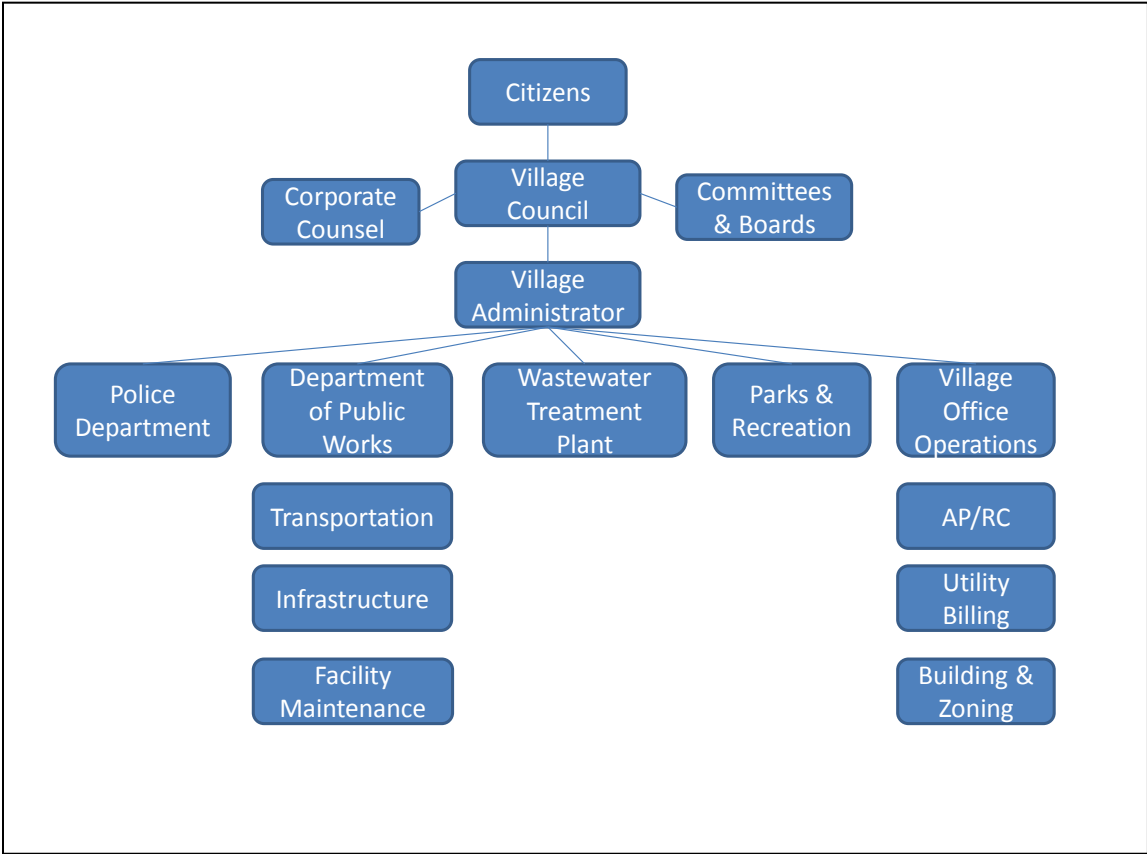 Citizens
Village
Council
Corporate
Counsel
Committees
& Boards
Village
Administrator
Police
Department
Department
of Public
Works
Wastewater
Treatment
Plant
Parks &
Recreation
Village
Office
Operations
Transportation
AP/RC
Infrastructure
Utility
Billing
Facility
Maintenance
Building &
Zoning